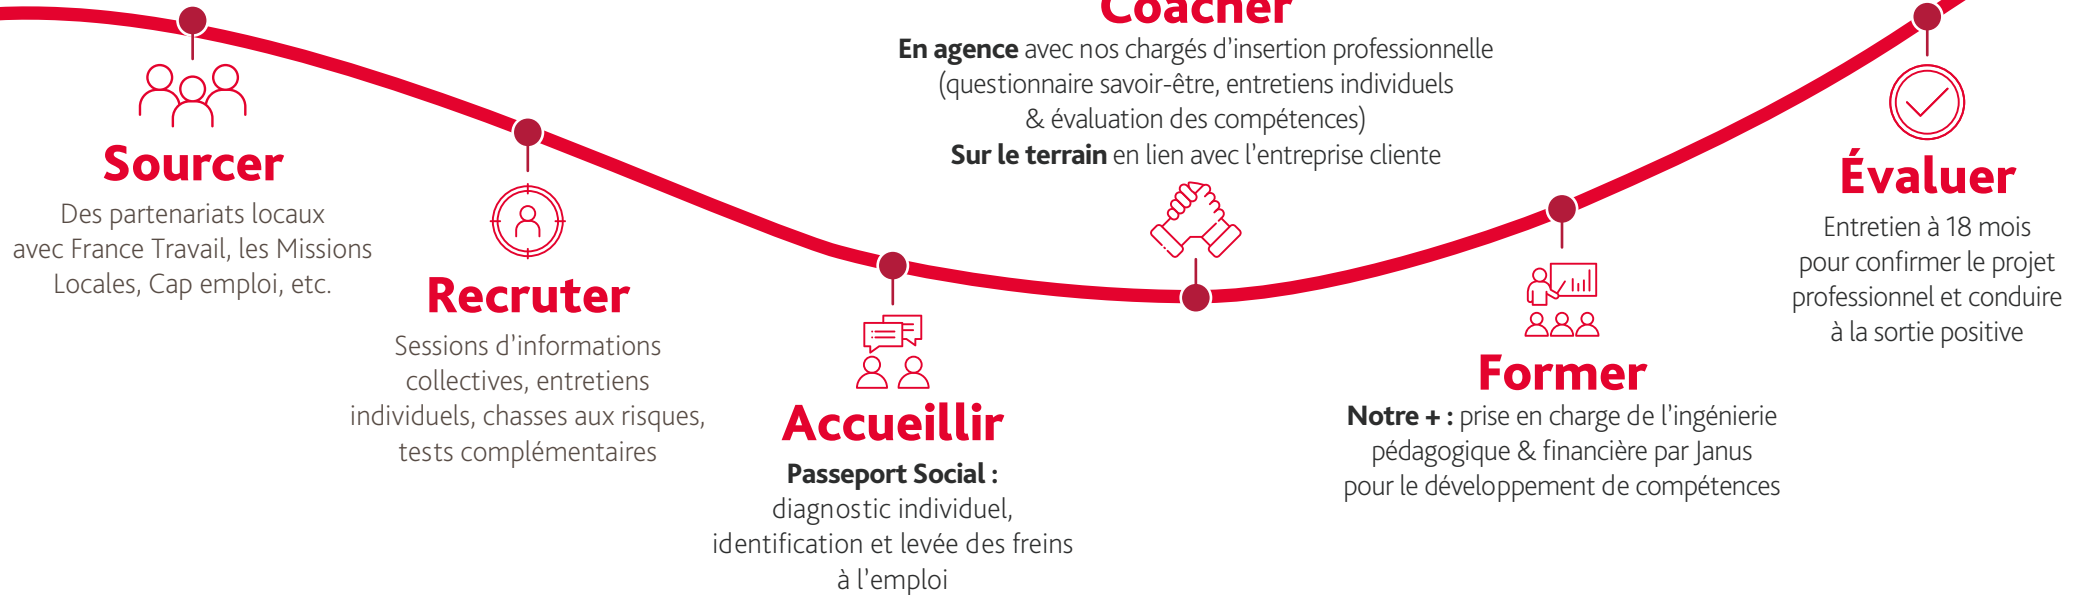 Sourcer
Des partenariats locaux
avec France Travail, les Missions
Locales, Cap emploi, etc.
Recruter
Sessions d’informations
collectives, entretiens
individuels, chasses aux risques,
tests complémentaires
Accueillir
Passeport Social :
diagnostic individuel,
identification et levée des freins
à l’emploi
Coacher
En agence avec nos chargés d’insertion professionnelle
(questionnaire savoir-être, entretiens individuels
& évaluation des compétences)
Sur le terrain en lien avec l’entreprise cliente
Former
Notre + : prise en charge de l’ingénierie
pédagogique & financière par Janus
pour le développement de compétences
Évaluer
Entretien à 18 mois
pour confirmer le projet
professionnel et conduire
à la sortie positive